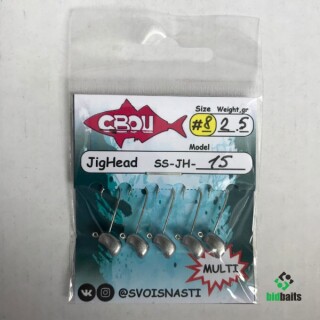 СВОИ
Size Weight,gr
#8 2.5
Model
JigHead SS-JH- 15
MULTI
@SVOISNASTI
bidbaits